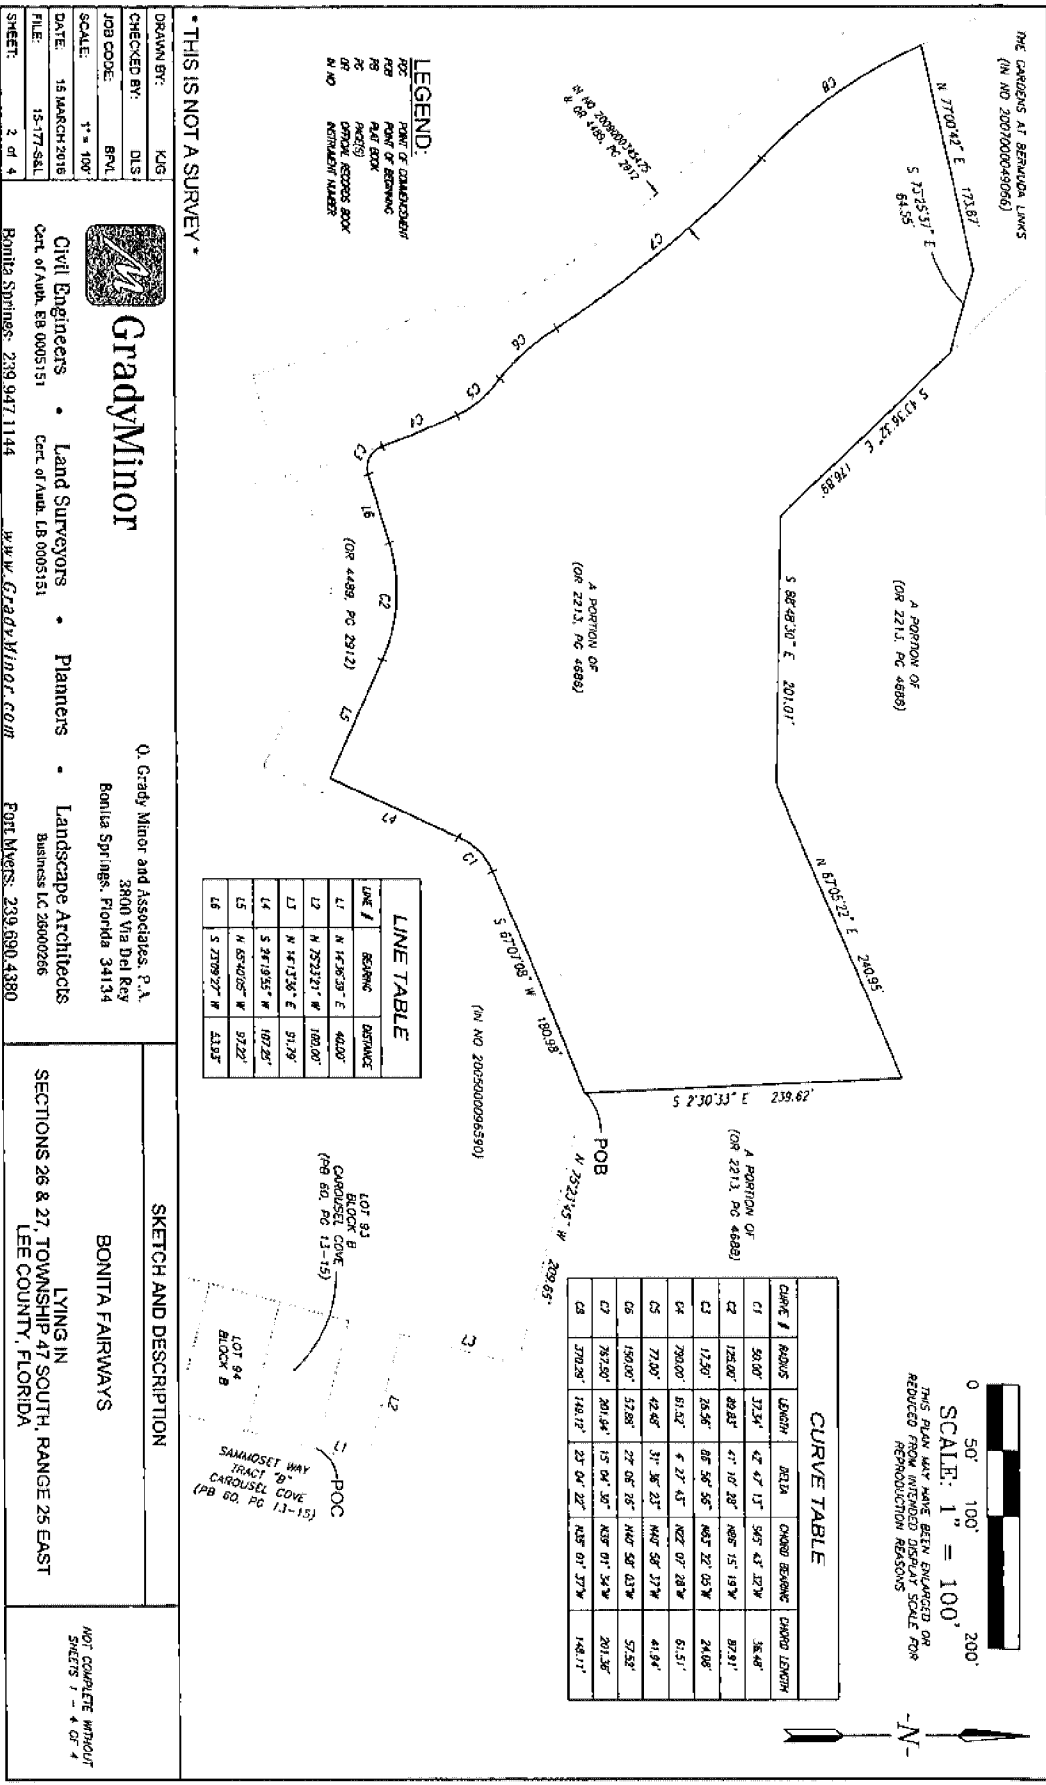 THE GARDENS AT BERMUDA LINKS
(IN NO 2007000049066)
N 77°00'42" E 173.67'
S 73°25'37" E
64.55'
S 43°36'32" E 176.89'
S 88°48'30" E 201.01'
N 67°05'22" E 240.95'
S 2°30'33" E 239.62'
S 67°07'08" W 180.98'
A PORTION OF
(OR 2213, PG 4688)
A PORTION OF
(OR 2213, PG 4688)
A PORTION OF
(OR 2213, PG 4688)
C8
C7
C6
C5
C4
C3
L6
C2
L5
L4
C1
& OR 4489, PG 2912
(OR 4489, PG 2912)
(IN NO 2005000096590)
POB
N 75°23'45" W 209.65'
L3
L2
L1
POC
LOT 93
BLOCK B
CAROUSEL COVE
(PB 60, PG 13-15)
LOT 94
BLOCK B
SAMMOSET WAY
TRACT "B"
CAROUSEL COVE
(PB 60, PG 13-15)
0 50' 100' 200'
SCALE: 1" = 100'
THIS PLAN MAY HAVE BEEN ENLARGED OR
REDUCED FROM INTENDED DISPLAY SCALE FOR
REPRODUCTION REASONS
-N-
CURVE TABLE
CURVE # RADIUS LENGTH DELTA CHORD BEARING CHORD LENGTH
C1 50.00' 37.34' 42° 47' 13" S45° 43' 32"W 36.48'
C2 125.00' 89.83' 41° 10' 28" N86° 15' 19"W 87.91'
C3 17.50' 26.56' 86° 56' 56" N63° 22' 05"W 24.08'
C4 790.00' 61.52' 4° 27' 43" N22° 07' 28"W 61.51'
C5 77.00' 42.48' 31° 36' 23" N40° 58' 37"W 41.94'
C6 150.00' 57.88' 22° 06' 26" N40° 58' 03"W 57.52'
C7 767.50' 201.94' 15° 04' 30" N39° 01' 34"W 201.36'
C8 370.29' 149.12' 23° 04' 22" N35° 01' 37"W 148.11'
LINE TABLE
LINE # BEARING DISTANCE
L1 N 14°36'39" E 40.00'
L2 N 75°23'21" W 160.00'
L3 N 14°13'36" E 91.79'
L4 S 24°19'55" W 107.25'
L5 N 65°40'05" W 97.22'
L6 S 73°09'27" W 53.93'
LEGEND:
POC POINT OF COMMENCEMENT
POB POINT OF BEGINNING
PB PLAT BOOK
PG PAGE(S)
OR OFFICIAL RECORDS BOOK
IN NO INSTRUMENT NUMBER
*THIS IS NOT A SURVEY*
DRAWN BY: KJG
CHECKED BY: DLS
JOB CODE: BFVL
SCALE: 1" = 100'
DATE: 15 MARCH 2016
FILE: 15-177-S&L
SHEET: 2 of 4
GradyMinor
Q. Grady Minor and Associates, P.A.
3800 Via Del Rey
Bonita Springs, Florida 34134
Civil Engineers • Land Surveyors • Planners • Landscape Architects
Cert. of Auth. EB 0005151 Cert. of Auth. LB 0005151 Business LC 26000266
Bonita Springs: 239.947.1144 www.GradyMinor.com Fort Myers: 239.690.4380
SKETCH AND DESCRIPTION
BONITA FAIRWAYS
LYING IN
SECTIONS 26 & 27, TOWNSHIP 47 SOUTH, RANGE 25 EAST
LEE COUNTY, FLORIDA
NOT COMPLETE WITHOUT
SHEETS 1 - 4 OF 4